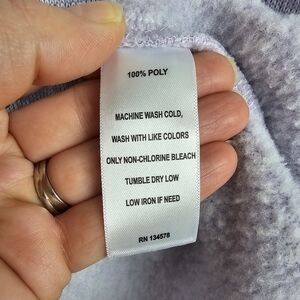 100% POLY
MACHINE WASH COLD,
WASH WITH LIKE COLORS
ONLY NON-CHLORINE BLEACH
TUMBLE DRY LOW
LOW IRON IF NEED
RN 134578